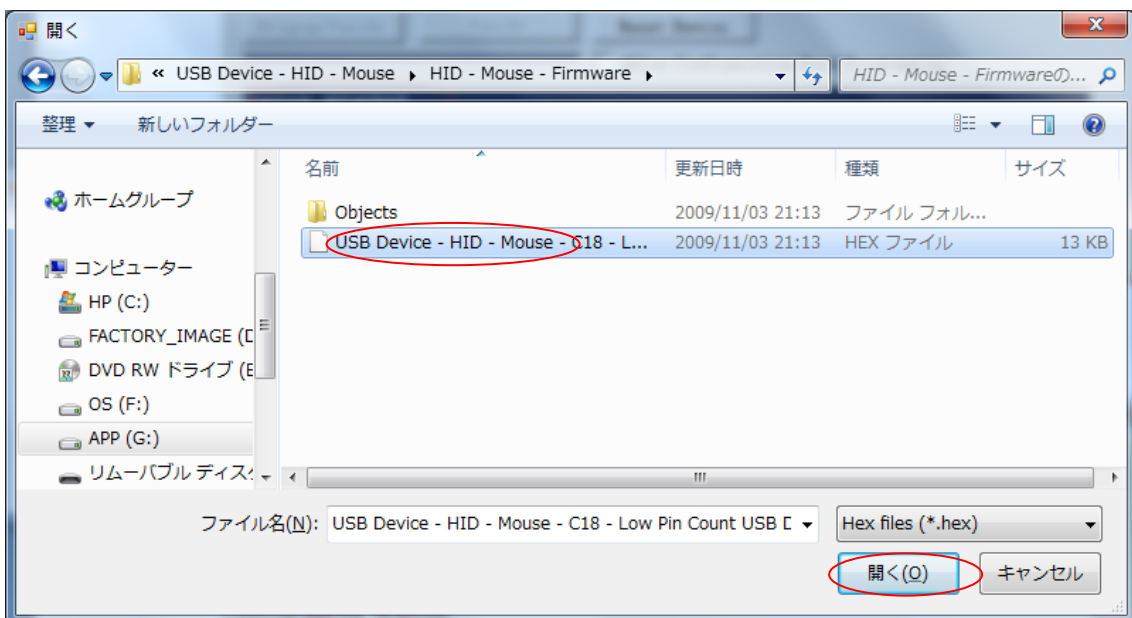 開く
« USB Device - HID - Mouse ▸ HID - Mouse - Firmware ▸
HID - Mouse - Firmwareの...
整理 ▼ 新しいフォルダー
名前 更新日時 種類 サイズ
ホームグループ
Objects 2009/11/03 21:13 ファイル フォル...
USB Device - HID - Mouse - C18 - L... 2009/11/03 21:13 HEX ファイル 13 KB
コンピューター
HP (C:)
FACTORY_IMAGE (D
DVD RW ドライブ (E
OS (F:)
APP (G:)
リムーバブル ディスク
ファイル名(N): USB Device - HID - Mouse - C18 - Low Pin Count USB D
Hex files (*.hex)
開く(O) キャンセル